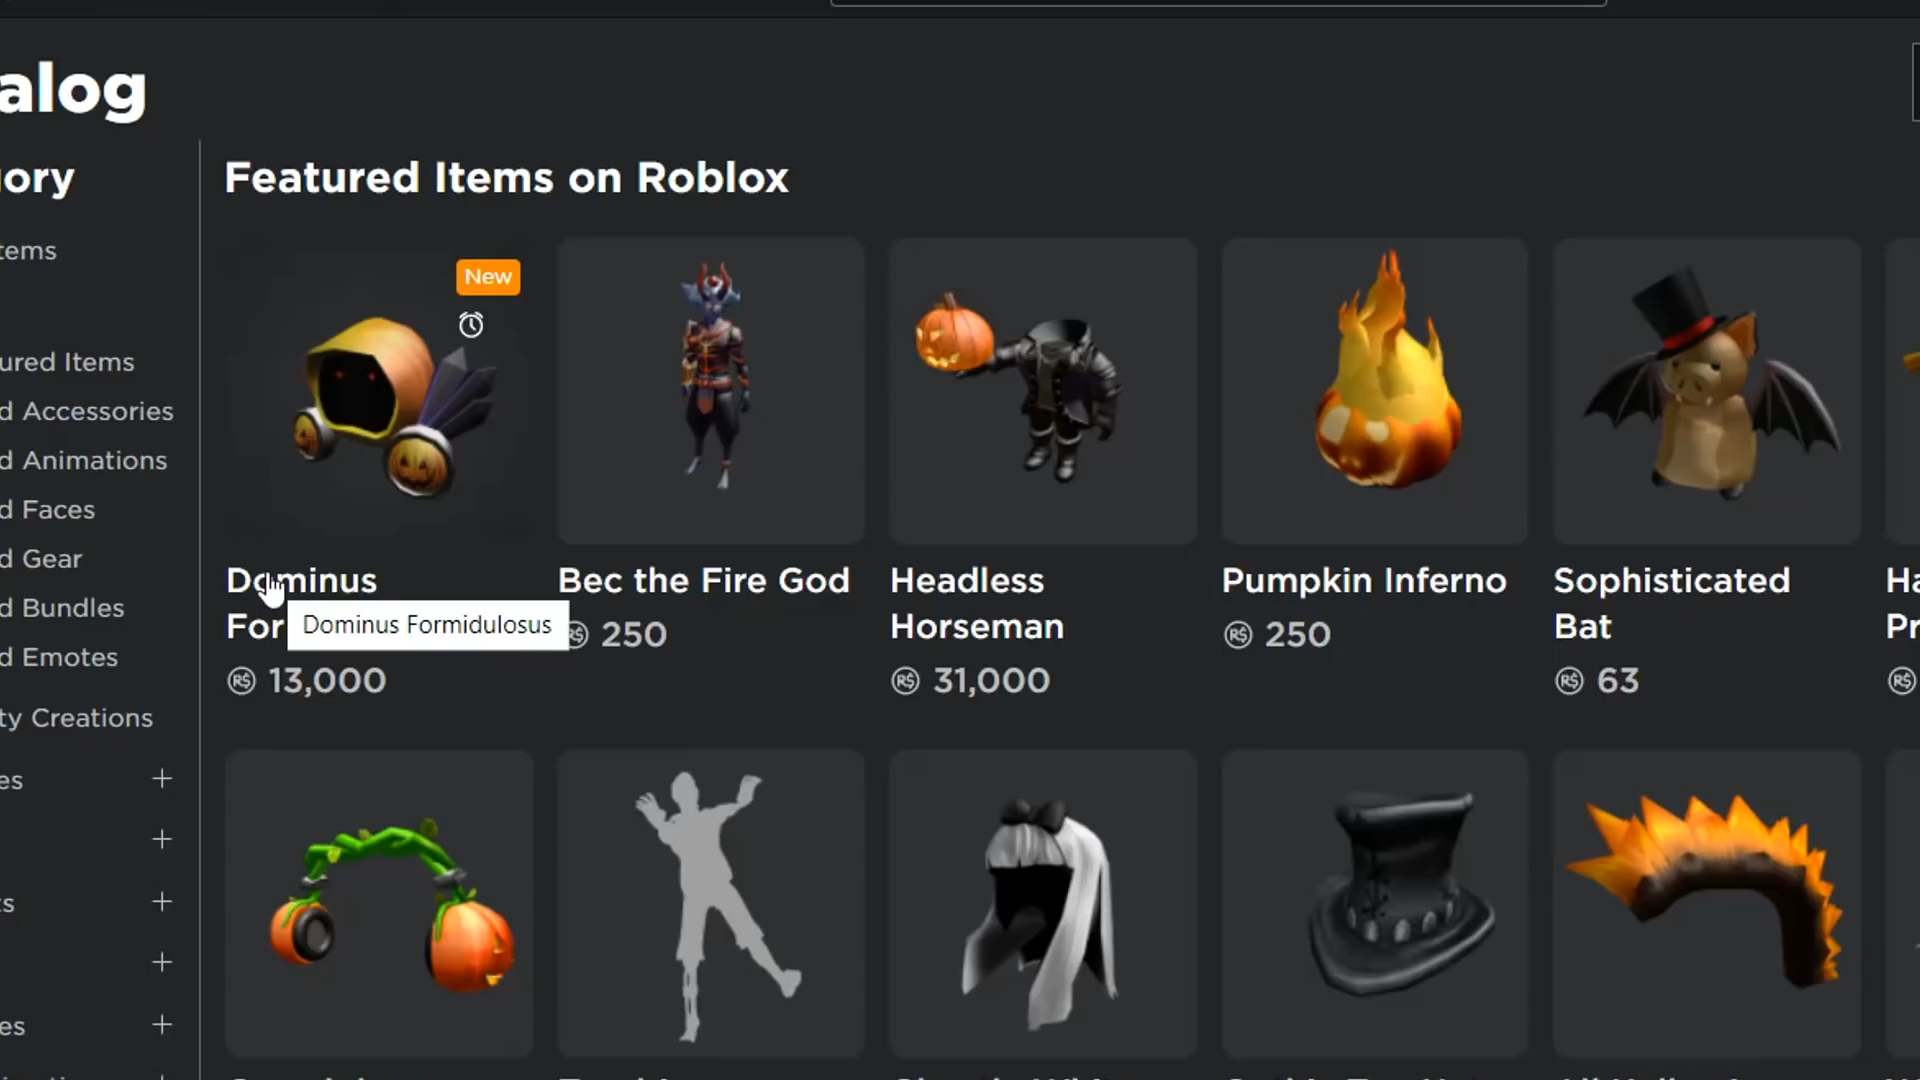 alog
ory
Featured Items on Roblox
tems
New
ured Items
d Accessories
d Animations
d Faces
d Gear
d Bundles
d Emotes
ty Creations
es
ts
es
Dominus
For
Dominus Formidulosus
13,000
Bec the Fire God
250
Headless
Horseman
31,000
Pumpkin Inferno
250
Sophisticated
Bat
63
Ha
Pr